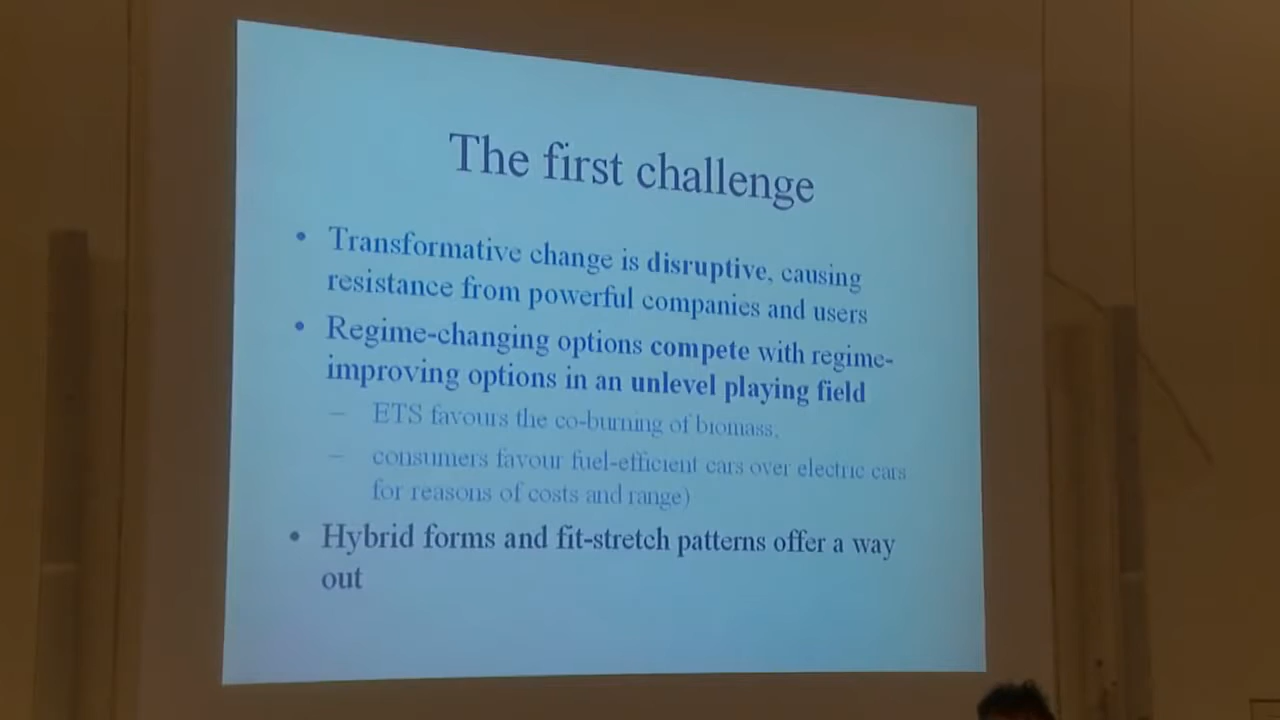 The first challenge
• Transformative change is disruptive, causing
resistance from powerful companies and users
• Regime-changing options compete with regime-
improving options in an unlevel playing field
– ETS favours the co-burning of biomass,
– consumers favour fuel-efficient cars over electric cars
for reasons of costs and range)
• Hybrid forms and fit-stretch patterns offer a way
out